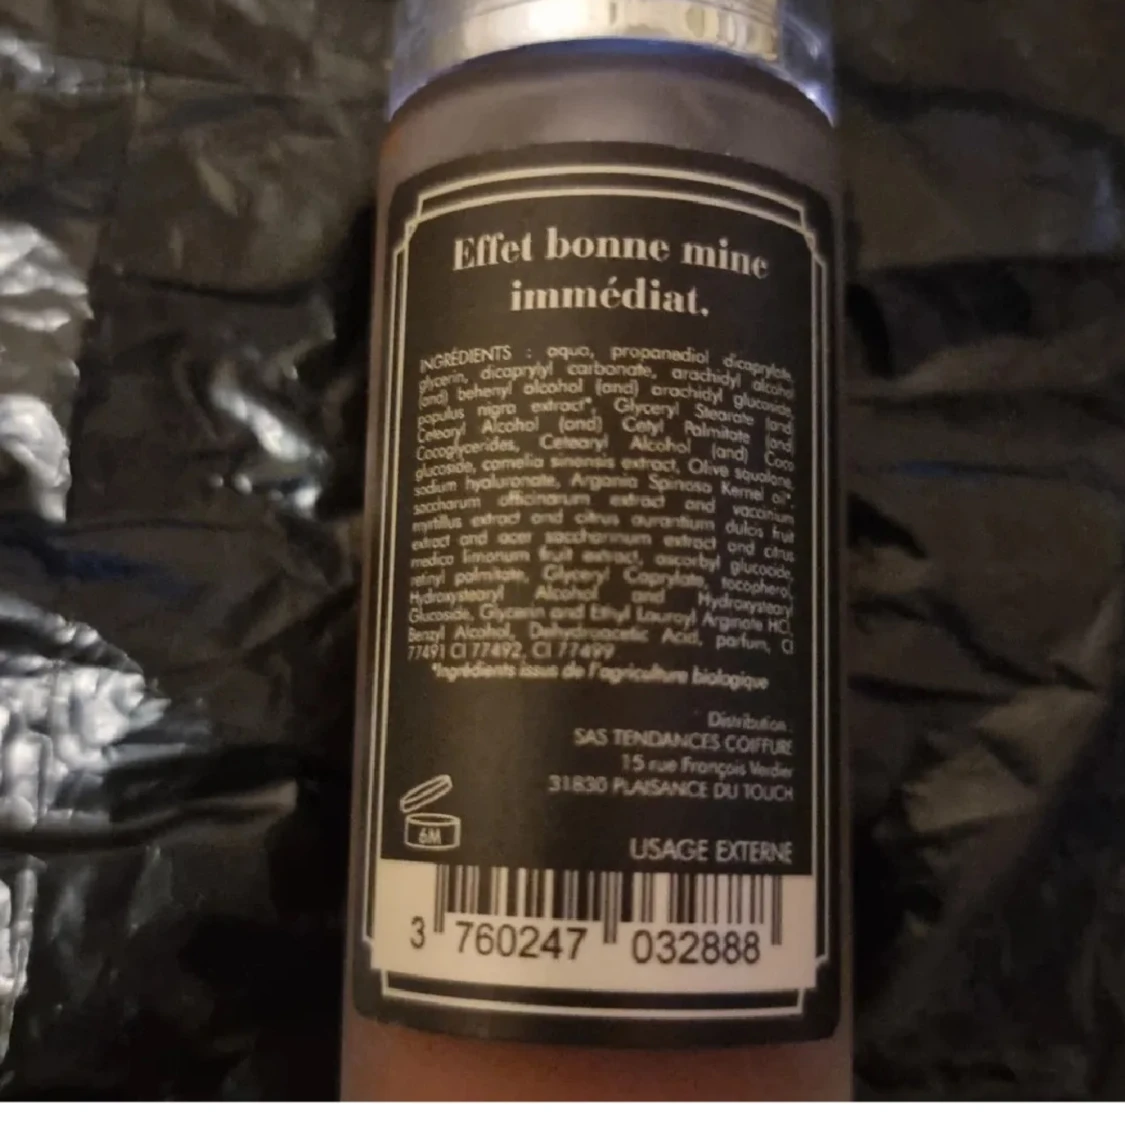 Effet bonne mine
immédiat.
INGRÉDIENTS : aqua, propanediol dicaprylate,
glycerin, dicaprylyl carbonate, arachidyl alcohol
(and) behenyl alcohol (and) arachidyl glucoside,
populus nigra extract*, Glyceryl Stearate (and)
Cetearyl Alcohol (and) Cetyl Palmitate (and)
Cocoglycerides, Cetearyl Alcohol (and) Coco
glucoside, camelia sinensis extract, Olive squalane,
sodium hyaluronate, Argania Spinosa Kernel oil*,
saccharum officinarum extract and vaccinium
myrtillus extract and citrus aurantium dulcis fruit
extract and acer saccharinum extract and citrus
medica limonum fruit extract, ascorbyl glucocide,
retinyl palmitate, Glyceryl Caprylate, tocopherol,
Hydroxystearyl Alcohol and Hydroxystearyl
Glucoside, Glycerin and Ethyl Lauroyl Arginate HCl,
Benzyl Alcohol, Dehydroacetic Acid, parfum, CI
77491 CI 77492, CI 77499
*Ingrédients issus de l'agriculture biologique
Distribution :
SAS TENDANCES COIFFURE
15 rue François Verdier
31830 PLAISANCE DU TOUCH
6M
USAGE EXTERNE
3 760247 032888